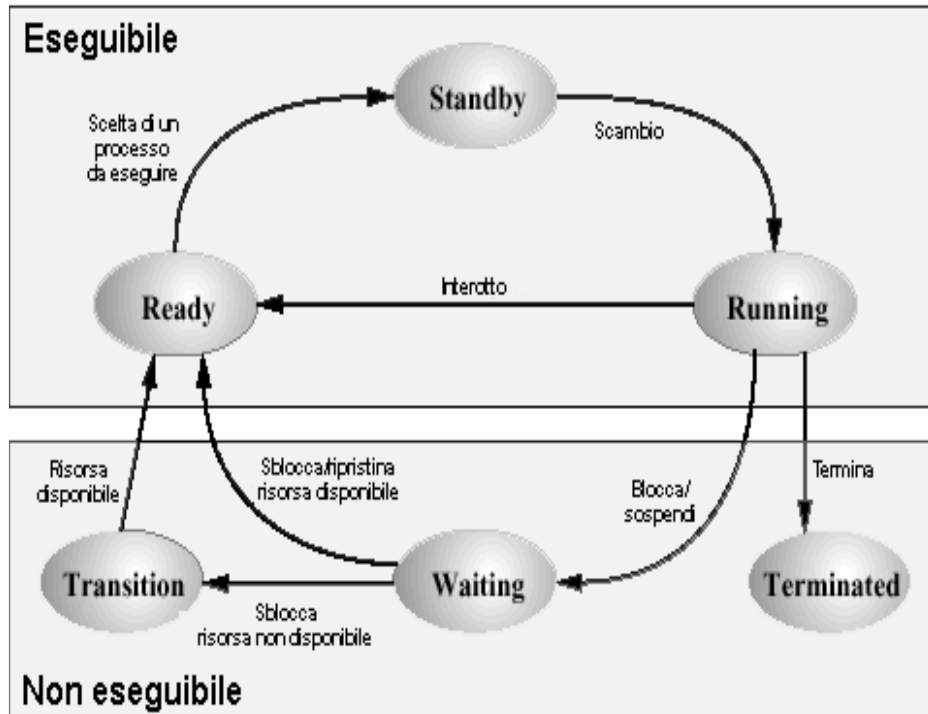 Eseguibile
Standby
Scelta di un
processo
da eseguire
Scambio
Interotto
Ready
Running
Risorsa
disponibile
Sblocca/ripristina
risorsa disponibile
Blocca/
sospendi
Termina
Transition
Waiting
Terminated
Sblocca
risorsa non disponibile
Non eseguibile